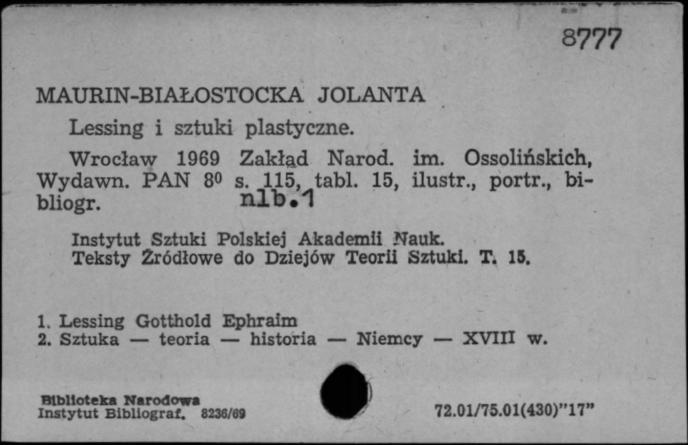 8777
MAURIN-BIAŁOSTOCKA JOLANTA
Lessing i sztuki plastyczne.
Wrocław 1969 Zakład Narod. im. Ossolińskich,
Wydawn. PAN 8⁰ s. 115, tabl. 15, ilustr., portr., bi-
bliogr. nlb.1
Instytut Sztuki Polskiej Akademii Nauk.
Teksty Źródłowe do Dziejów Teorii Sztuki. T. 15.
1. Lessing Gotthold Ephraim
2. Sztuka — teoria — historia — Niemcy — XVIII w.
Biblioteka Narodowa
Instytut Bibliograf. 8236/69 72.01/75.01(430)"17"